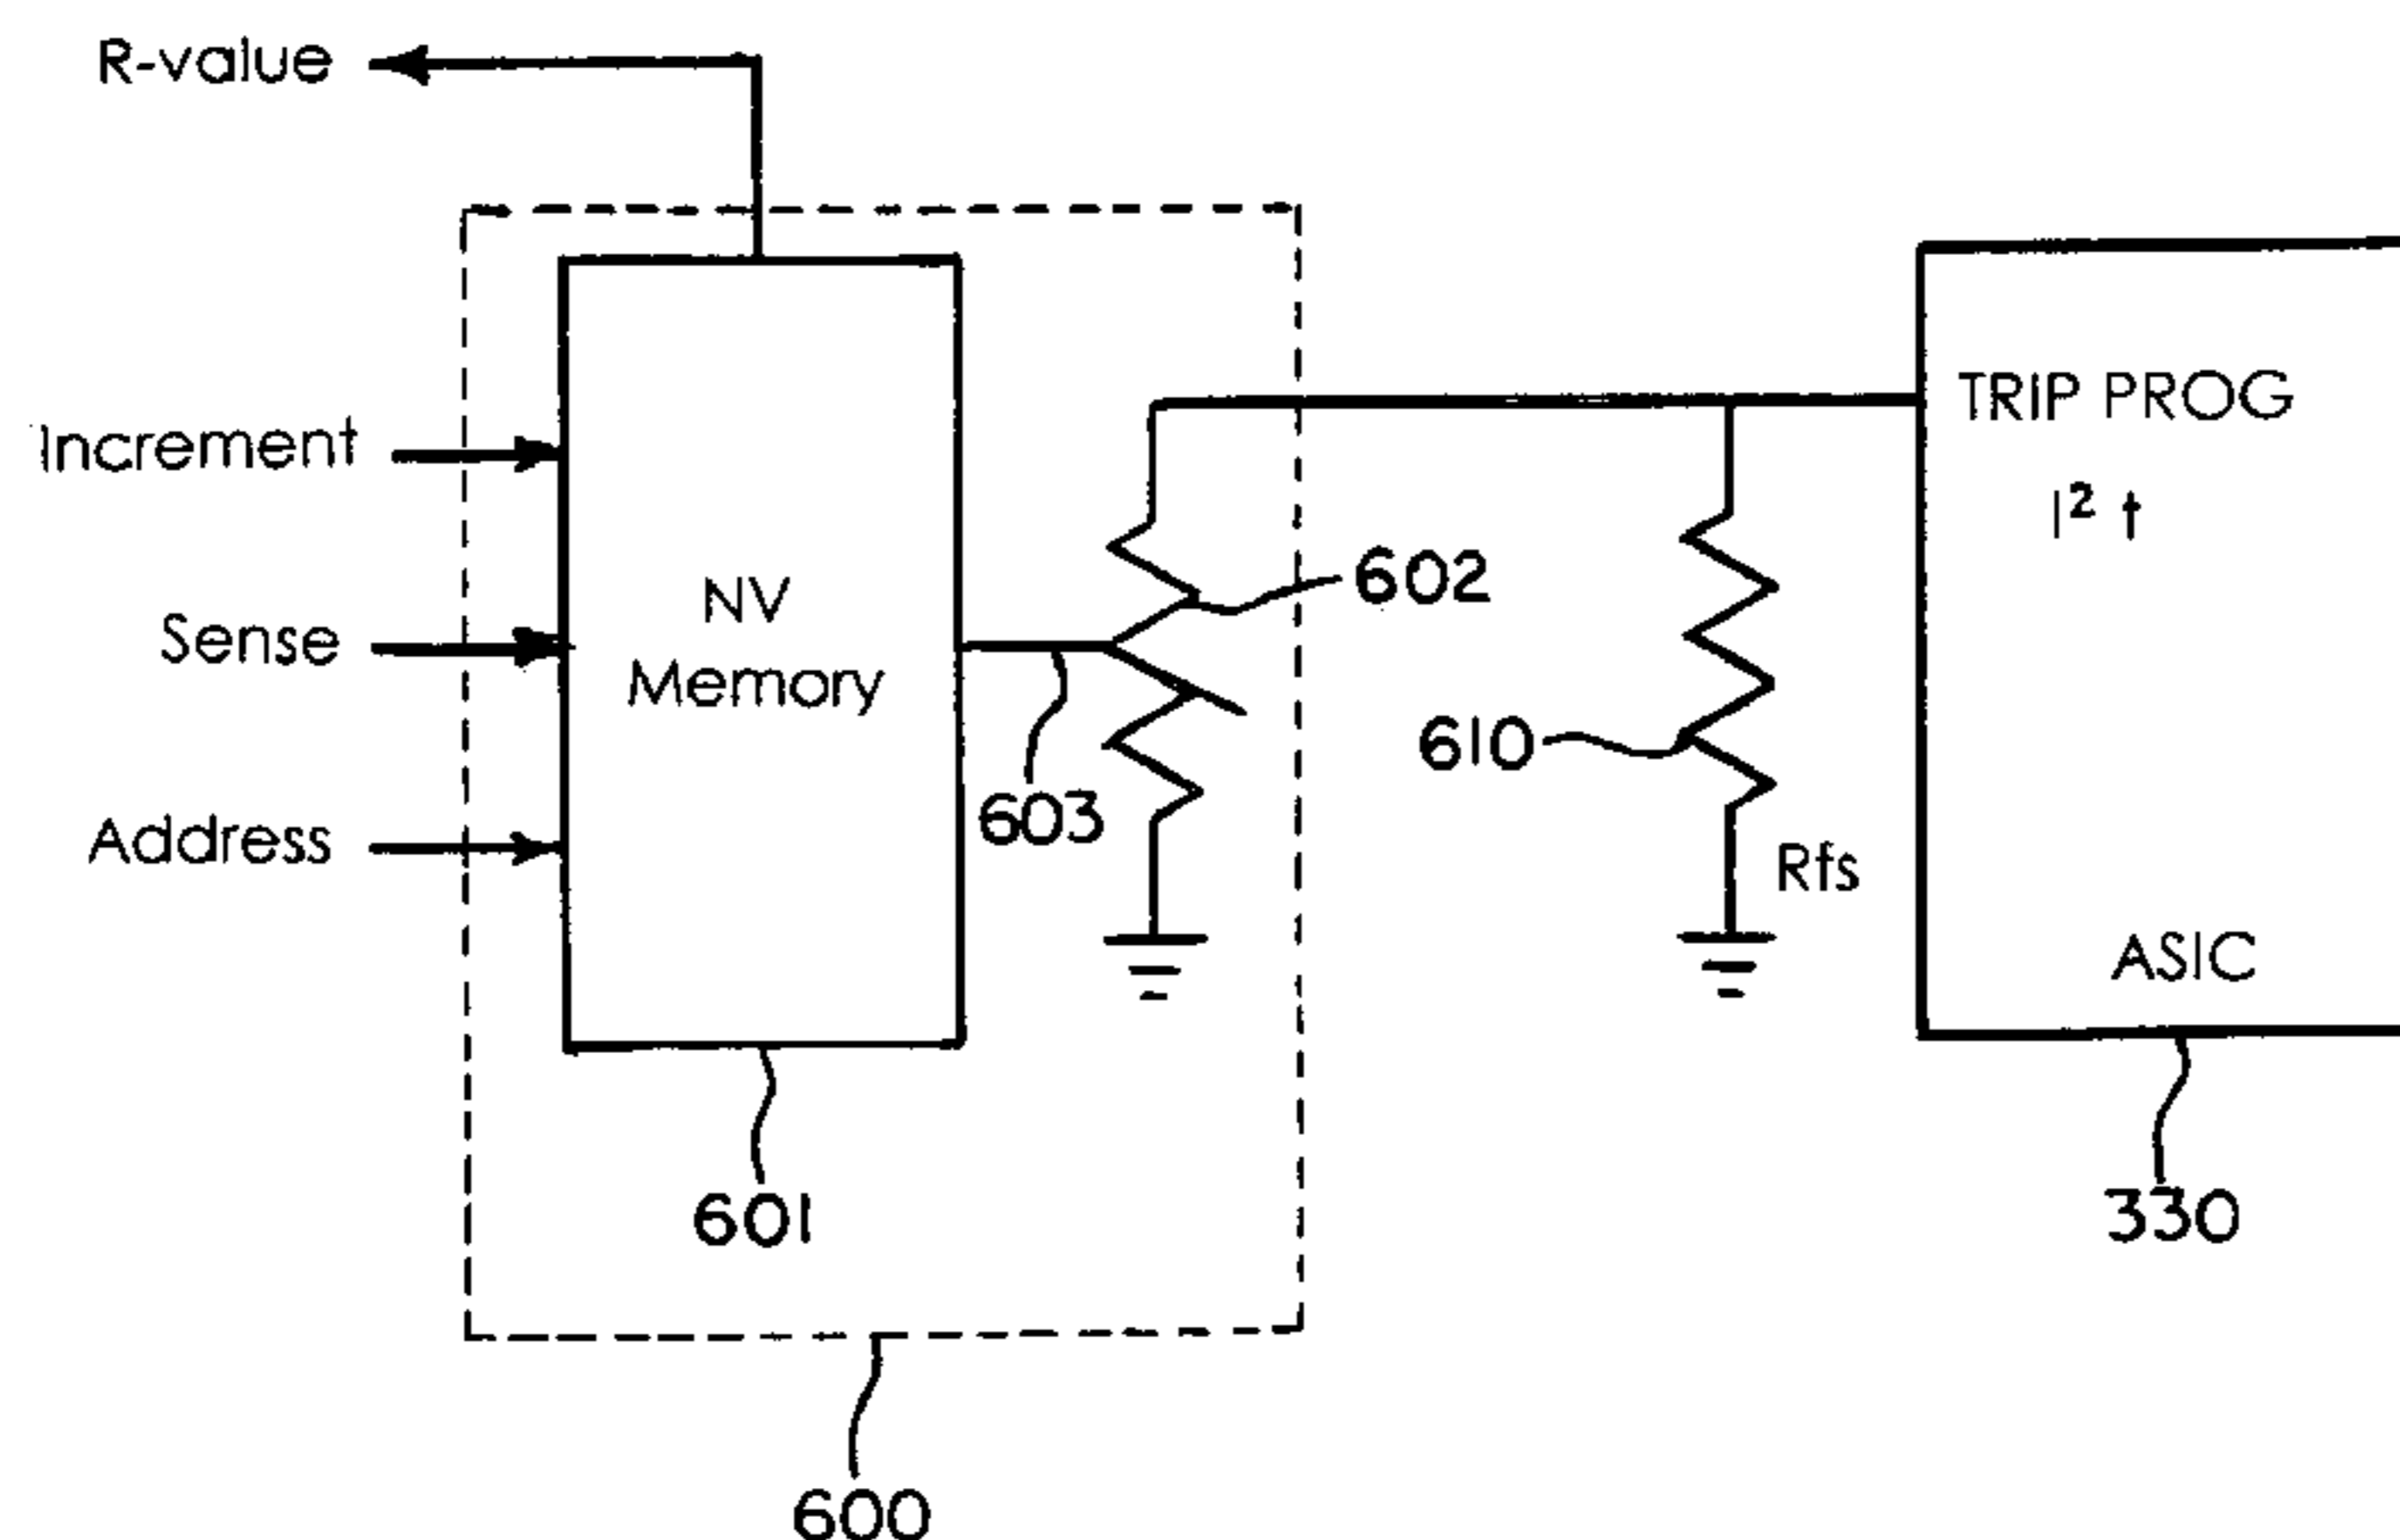 R-value
Increment
Sense
Address
NV
Memory
602
603
610
Rfs
TRIP PROG
I² t
ASIC
601
330
600